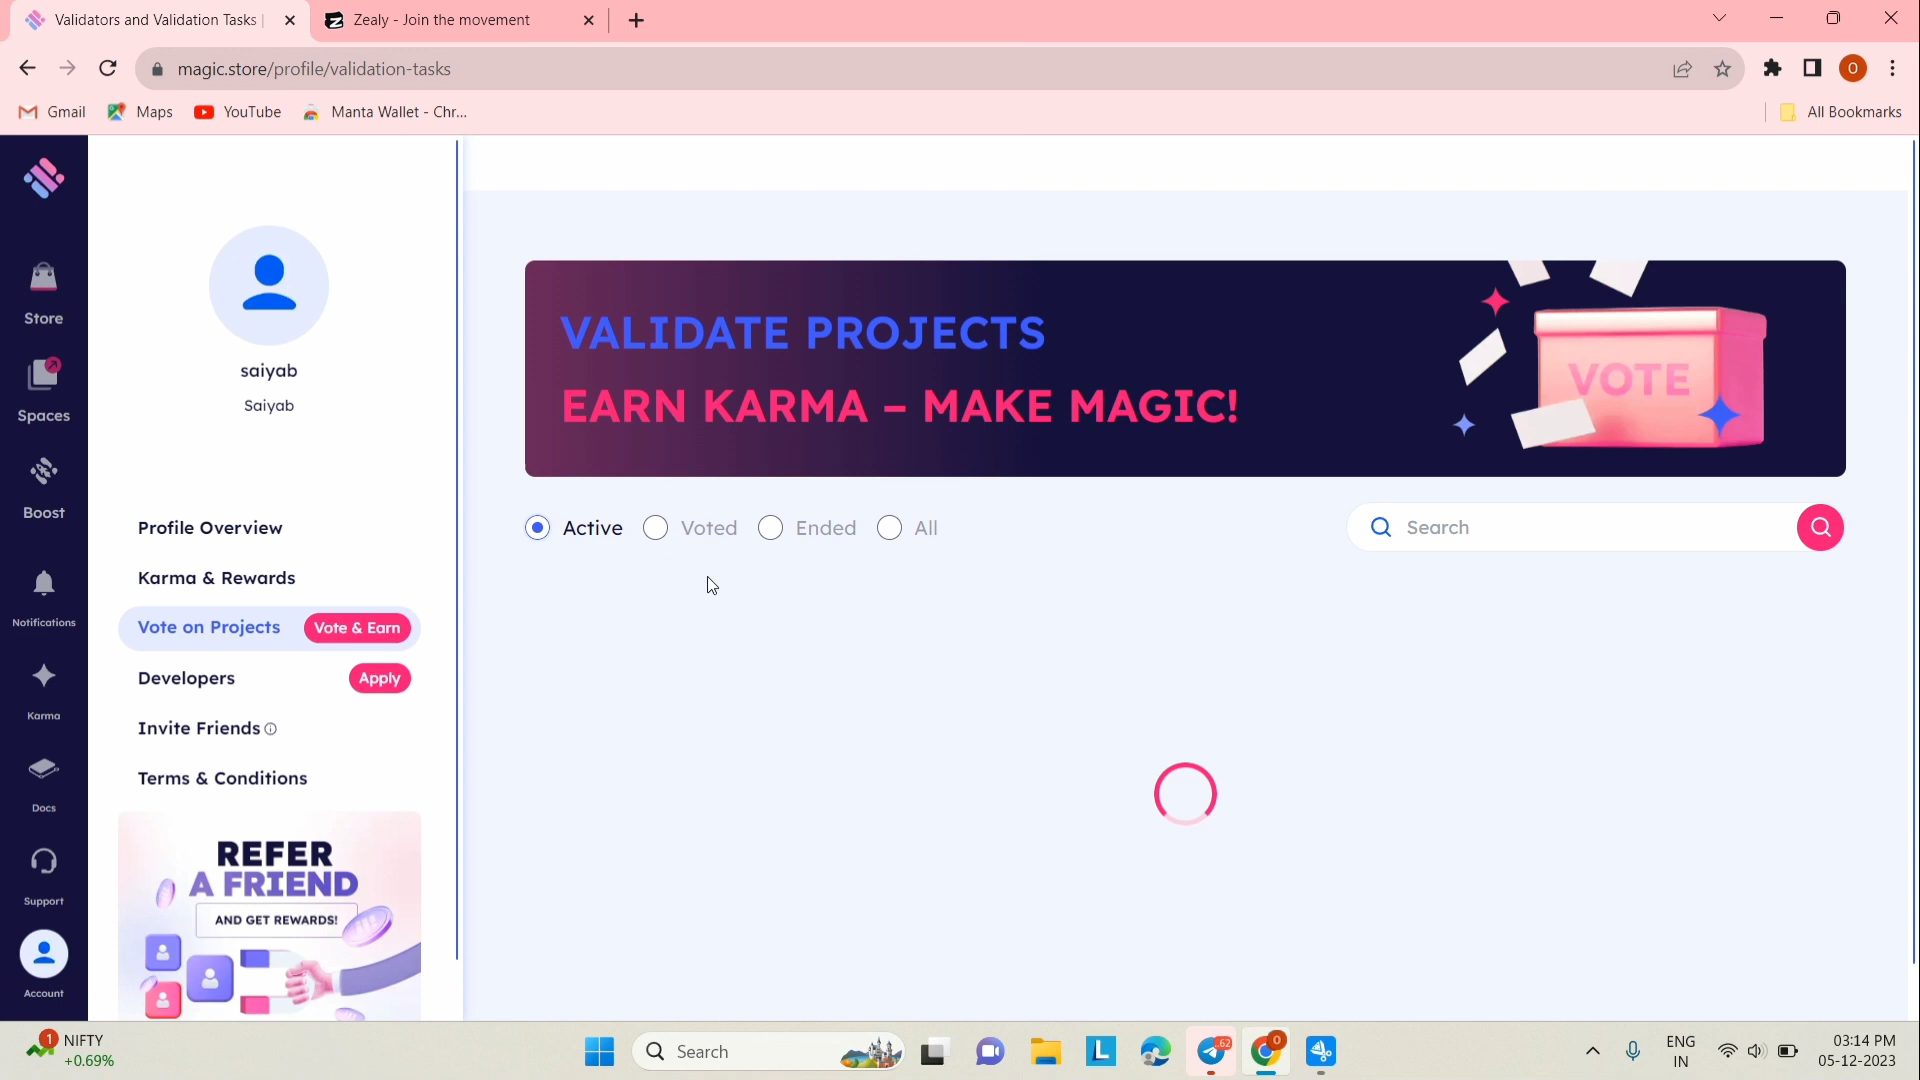 Validators and Validation Tasks |
Zealy - Join the movement
magic.store/profile/validation-tasks
O
Gmail
Maps
YouTube
Manta Wallet - Chr...
All Bookmarks
Store
Spaces
Boost
Notifications
Karma
Docs
Support
Account
saiyab
Saiyab
Profile Overview
Karma & Rewards
Vote on Projects Vote & Earn
Developers Apply
Invite Friends
Terms & Conditions
REFER
A FRIEND
AND GET REWARDS!
VALIDATE PROJECTS
EARN KARMA – MAKE MAGIC!
VOTE
Active Voted Ended All
Search
1
NIFTY
+0.69%
Search
L
62
O
ENG
IN
03:14 PM
05-12-2023